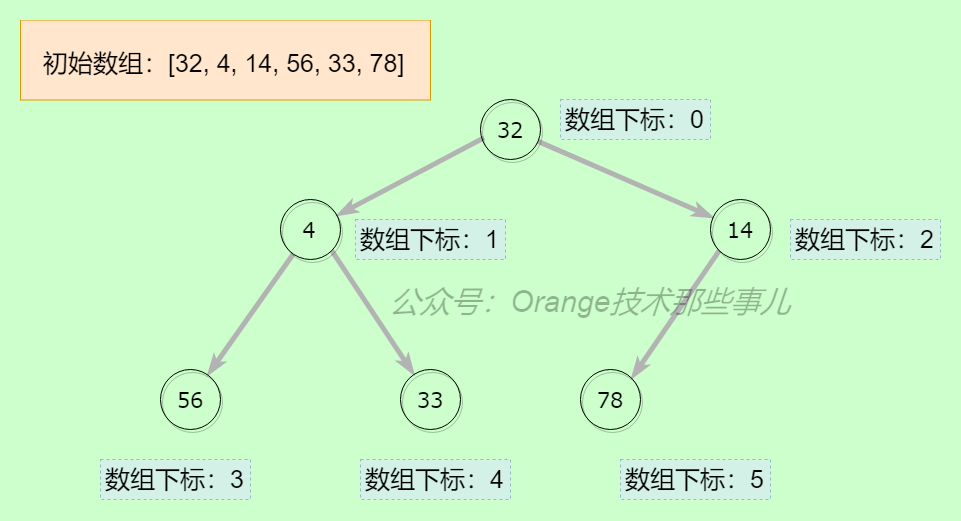 初始数组：[32, 4, 14, 56, 33, 78]
32
数组下标：0
4
数组下标：1
14
数组下标：2
公众号：Orange技术那些事儿
56
33
78
数组下标：3
数组下标：4
数组下标：5